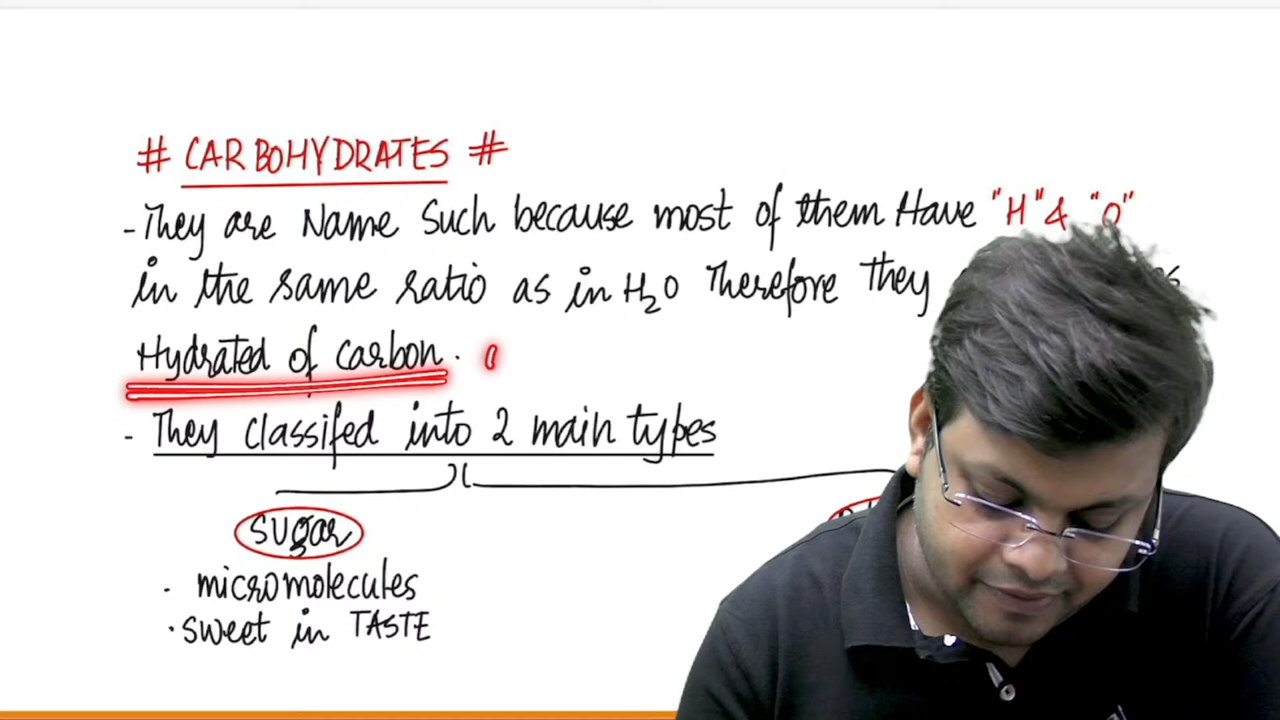 # CARBOHYDRATES #
- They are Name Such because most of them Have "H" & "O"
in the same ratio as in H₂O Therefore They
Hydrated of carbon.
- They classifed into 2 main types
sugar
· micromolecules
· sweet in TASTE